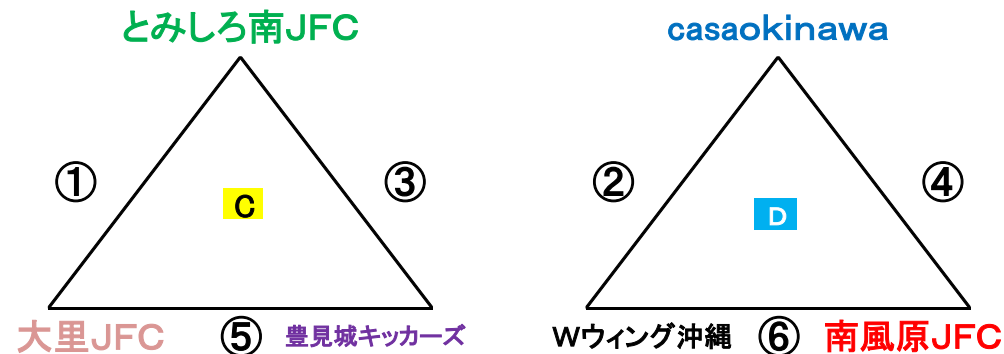 とみしろ南JFC
casaokinawa
①
③
②
④
C
D
大里JFC
⑤
豊見城キッカーズ
Wウィング沖縄
⑥
南風原JFC